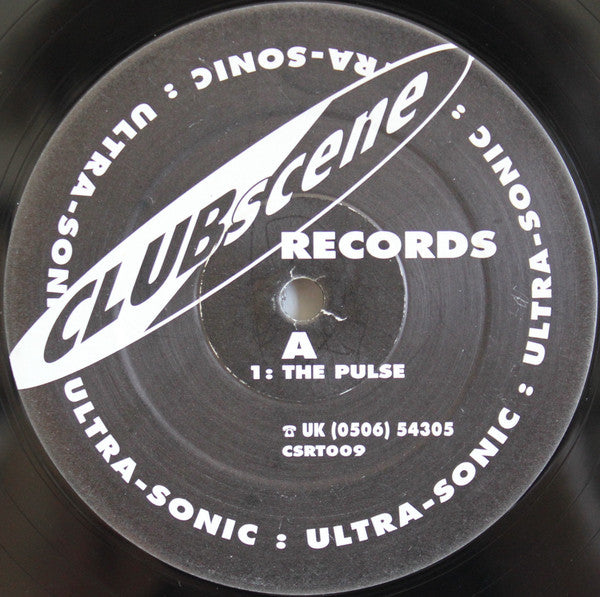 CLUBscene
RECORDS
A
1: THE PULSE
☎ UK (0506) 54305
CSRT009
ULTRA-SONIC : ULTRA-SONIC : ULTRA-SONIC : ULTRA-SONIC : ULTRA-SONIC